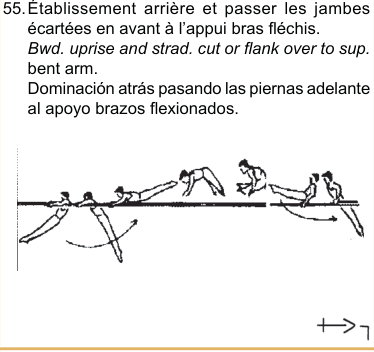 55. Établissement arrière et passer les jambes
écartées en avant à l'appui bras fléchis.
Bwd. uprise and strad. cut or flank over to sup.
bent arm.
Dominación atrás pasando las piernas adelante
al apoyo brazos flexionados.